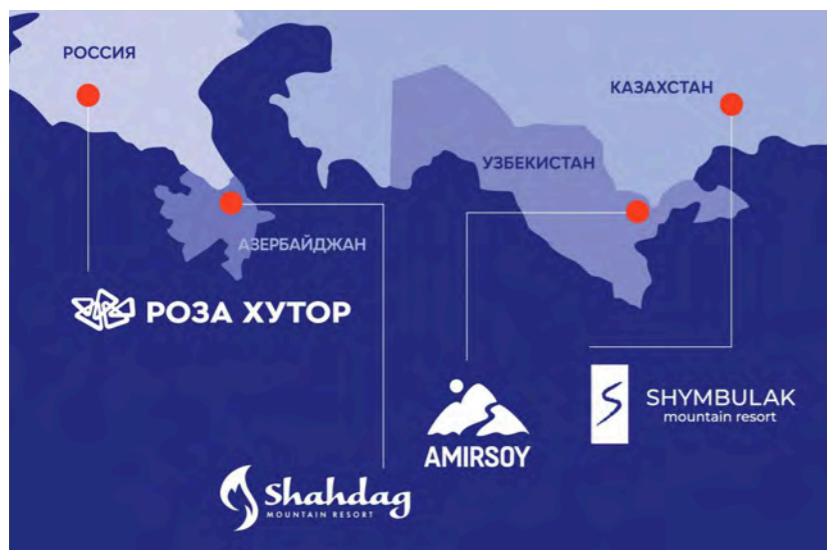 РОССИЯ
КАЗАХСТАН
УЗБЕКИСТАН
АЗЕРБАЙДЖАН
РОЗА ХУТОР
SHYMBULAK
mountain resort
AMIRSOY
Shahdag
MOUNTAIN RESORT